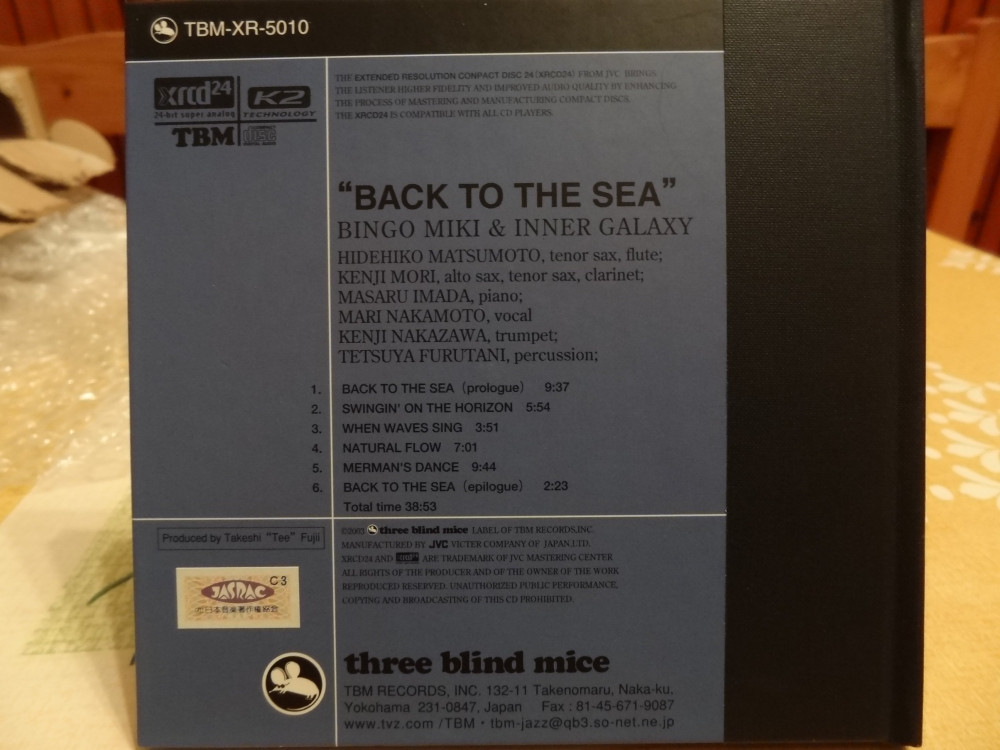 TBM-XR-5010
xrcd24
24-bit super analog
K2
TECHNOLOGY
TBM
disc
DIGITAL AUDIO
THE EXTENDED RESOLUTION COMPACT DISC 24 (XRCD24) FROM JVC BRINGS
THE LISTENER HIGHER FIDELITY AND IMPROVED AUDIO QUALITY BY ENHANCING
THE PROCESS OF MASTERING AND MANUFACTURING COMPACT DISCS.
THE XRCD24 IS COMPATIBLE WITH ALL CD PLAYERS.
“BACK TO THE SEA”
BINGO MIKI & INNER GALAXY
HIDEHIKO MATSUMOTO, tenor sax, flute;
KENJI MORI, alto sax, tenor sax, clarinet;
MASARU IMADA, piano;
MARI NAKAMOTO, vocal
KENJI NAKAZAWA, trumpet;
TETSUYA FURUTANI, percussion;
1. BACK TO THE SEA (prologue) 9:37
2. SWINGIN’ ON THE HORIZON 5:54
3. WHEN WAVES SING 3:51
4. NATURAL FLOW 7:01
5. MERMAN’S DANCE 9:44
6. BACK TO THE SEA (epilogue) 2:23
Total time 38:53
Produced by Takeshi “Tee” Fujii
C3
JASRAC
©2003 three blind mice LABEL OF TBM RECORDS,INC.
MANUFACTURED BY JVC VICTER COMPANY OF JAPAN.LTD.
XRCD24 AND xrcd24 ARE TRADEMARK OF JVC MASTERING CENTER
ALL RIGHTS OF THE PRODUCER AND OF THE OWNER OF THE WORK
REPRODUCED RESERVED. UNAUTHORIZED PUBLIC PERFORMANCE,
COPYING AND BROADCASTING OF THIS CD PROHIBITED.
three blind mice
TBM RECORDS, INC. 132-11 Takenomaru, Naka-ku,
Yokohama 231-0847, Japan Fax : 81-45-671-9087
www.tvz.com /TBM・tbm-jazz@qb3.so-net.ne.jp